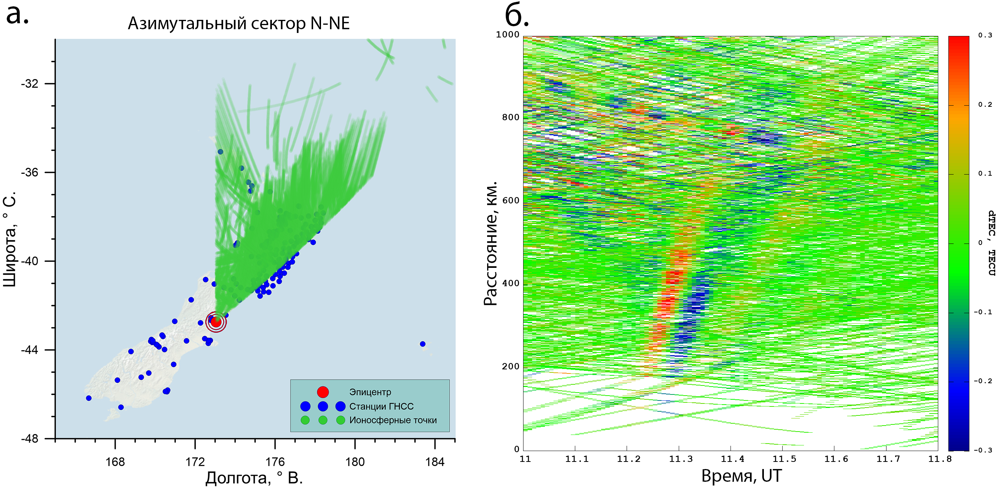 а.
Азимутальный сектор N-NE
-32
-36
-40
-44
-48
Широта, ° С.
168
172
176
180
184
Долгота, ° В.
Эпицентр
Станции ГНСС
Ионосферные точки
б.
1000
800
600
400
200
0
Расстояние, км.
11
11.1
11.2
11.3
11.4
11.5
11.6
11.7
11.8
Время, UT
0.3
0.2
0.1
0
-0.1
-0.2
-0.3
dTEC, TECU